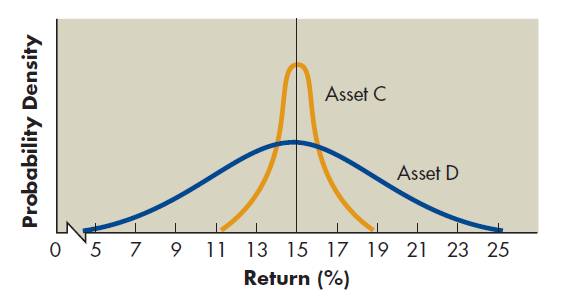 Probability Density
Asset C
Asset D
0 5 7 9 11 13 15 17 19 21 23 25
Return (%)